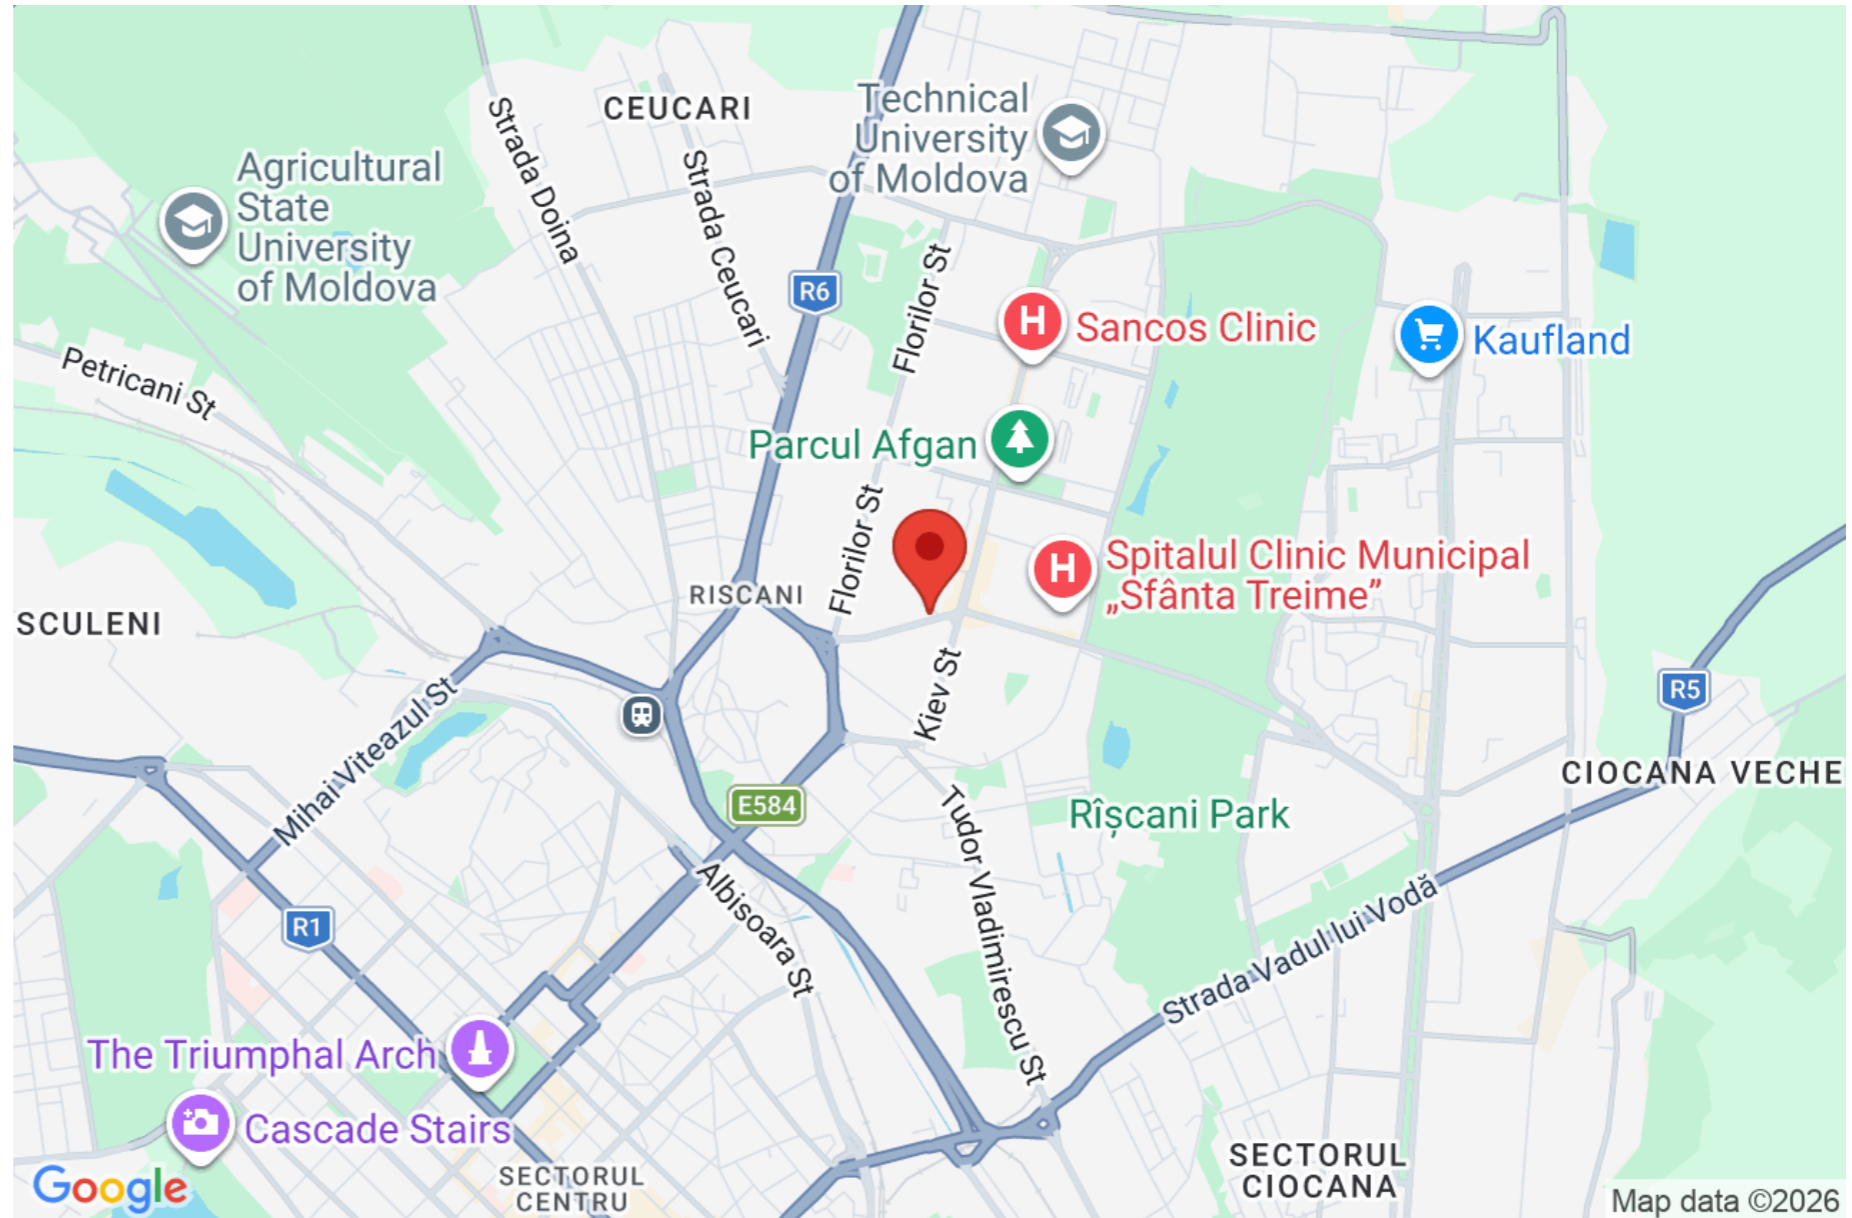 CEUCARI
Technical
University
of Moldova
Agricultural
State
University
of Moldova
Strada Doina
Strada Ceucari
R6
Florilor St
Sancos Clinic
Kaufland
Petricani St
Parcul Afgan
Florilor St
Spitalul Clinic Municipal
„Sfânta Treime”
RISCANI
SCULENI
Kiev St
R5
Mihai Viteazul St
CIOCANA VECHE
E584
Rîșcani Park
Tudor Vladimirescu St
Albisoara St
Strada Vadul lui Vodă
R1
The Triumphal Arch
Cascade Stairs
SECTORUL
CENTRU
SECTORUL
CIOCANA
Google
Map data ©2026